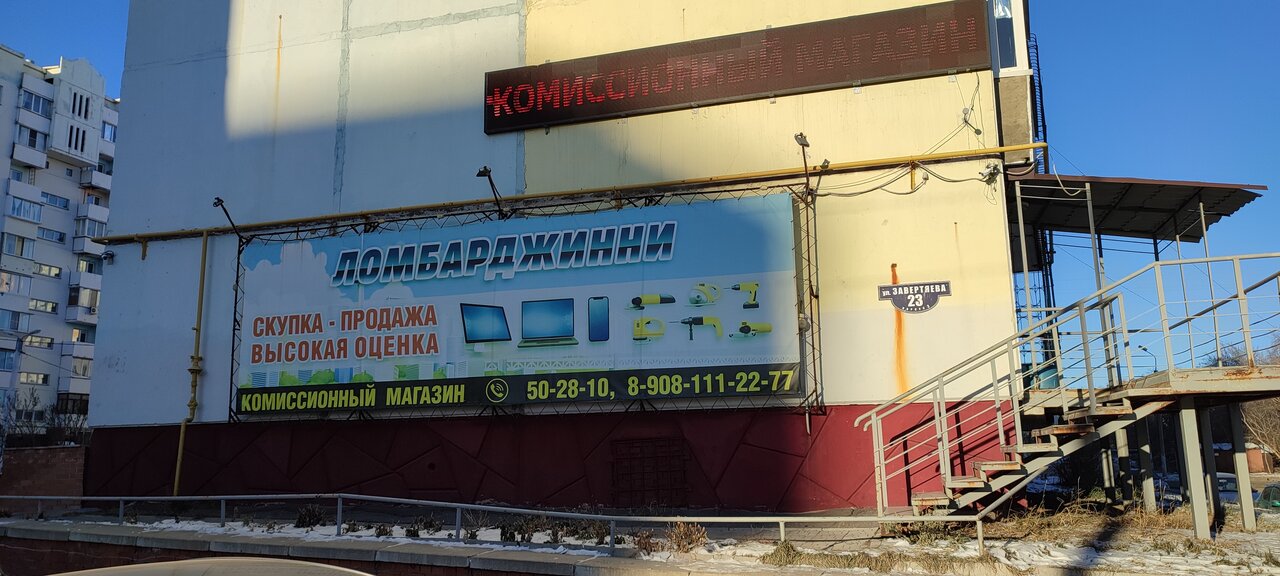 КОМИССИОННЫЙ МАГАЗИН
ЛОМБАРДЖИННИ
СКУПКА - ПРОДАЖА
ВЫСОКАЯ ОЦЕНКА
КОМИССИОННЫЙ МАГАЗИН 50-28-10, 8-908-111-22-77
ул. ЗАВЕРТЯЕВА
23